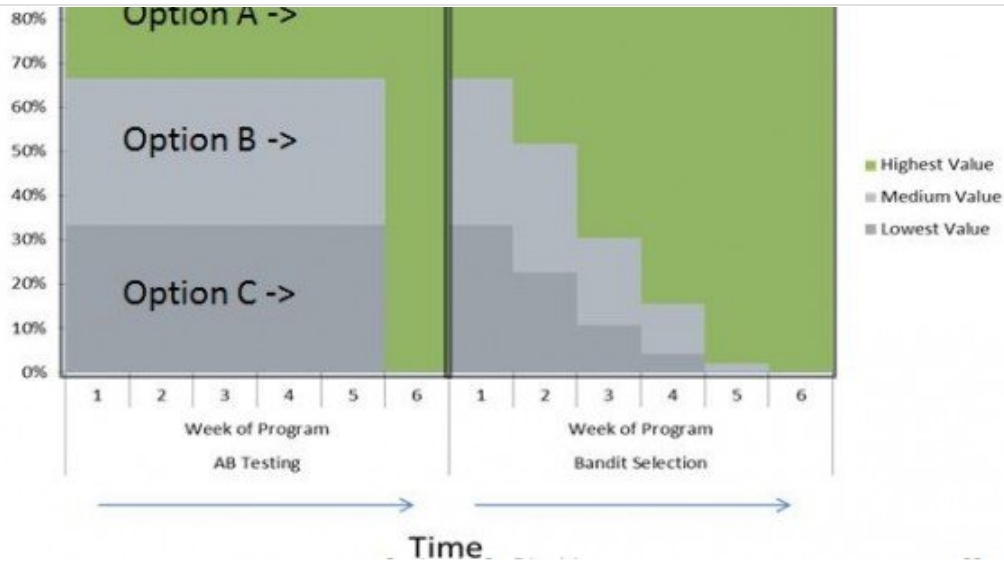 Option A ->
80%
70%
60%
50%
40%
30%
20%
10%
0%
Option B ->
Option C ->
Highest Value
Medium Value
Lowest Value
1 2 3 4 5 6 1 2 3 4 5 6
Week of Program Week of Program
AB Testing Bandit Selection
Time